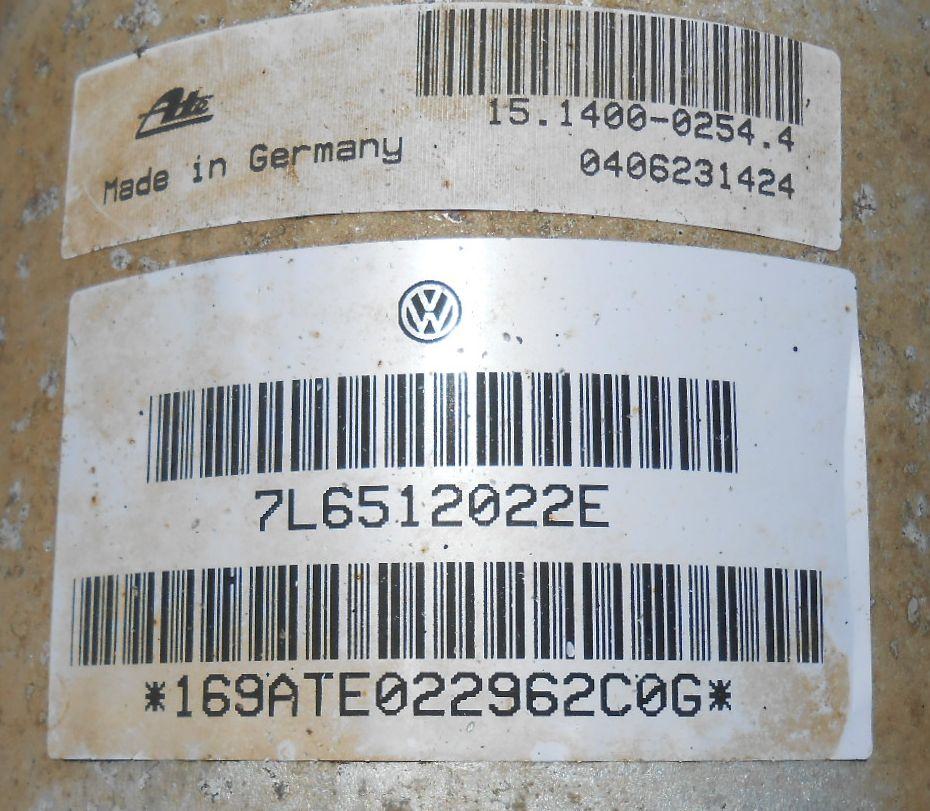 Ate
15.1400-0254.4
Made in Germany
0406231424
7L6512022E
*169ATE022962C0G*